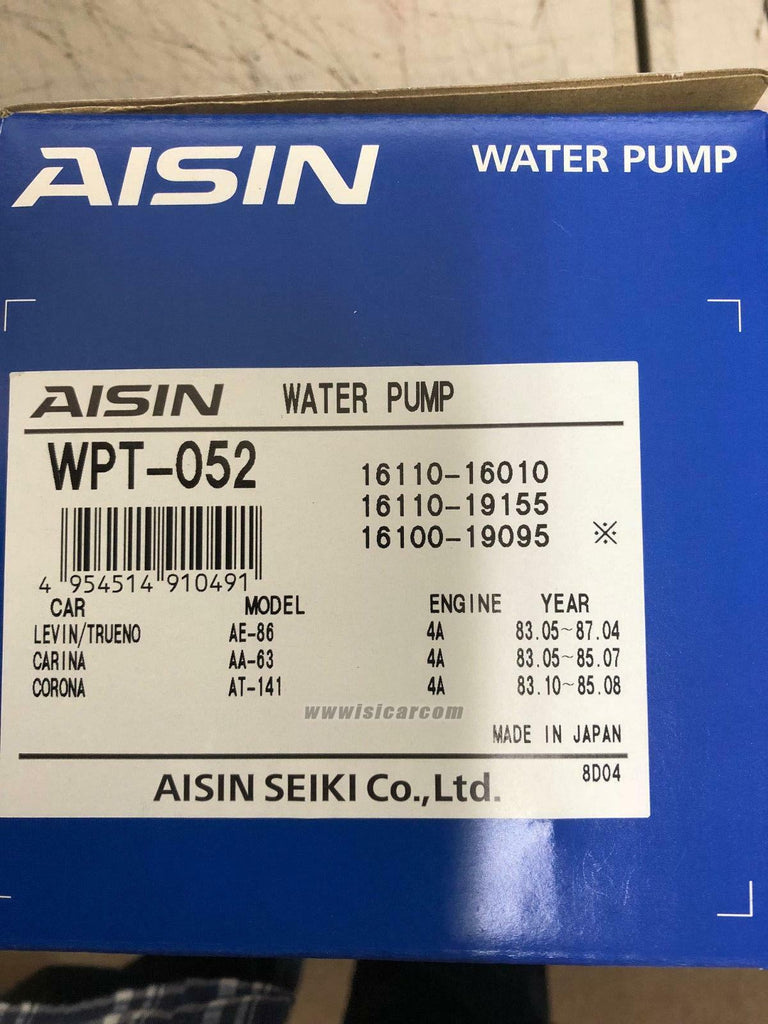 AISIN WATER PUMP
AISIN WATER PUMP
WPT-052
16110-16010
16110-19155
16100-19095 ※
4 954514 910491
CAR MODEL ENGINE YEAR
LEVIN/TRUENO AE-86 4A 83.05~87.04
CARINA AA-63 4A 83.05~85.07
CORONA AT-141 4A 83.10~85.08
wwwisicarcom
MADE IN JAPAN
AISIN SEIKI Co.,Ltd. 8D04